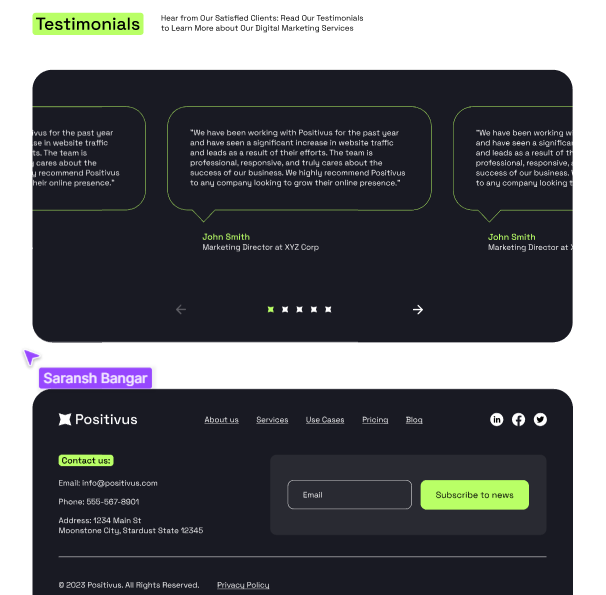 Testimonials
Hear from Our Satisfied Clients: Read Our Testimonials
to Learn More about Our Digital Marketing Services
for the past year
in website traffic
The team is
cares about the
recommend Positivus
their online presence."
"We have been working with Positivus for the past year
and have seen a significant increase in website traffic
and leads as a result of their efforts. The team is
professional, responsive, and truly cares about the
success of our business. We highly recommend Positivus
to any company looking to grow their online presence."
"We have been working
and have seen a
and leads as a result of
professional, responsive,
success of our business.
to any company looking
John Smith
Marketing Director at XYZ Corp
John Smith
Marketing Director at
Saransh Bangar
Positivus
About us
Services
Use Cases
Pricing
Blog
in
Contact us:
Email: info@positivus.com
Phone: 555-567-8901
Address: 1234 Main St
Moonstone City, Stardust State 12345
Email
Subscribe to news
© 2023 Positivus. All Rights Reserved.
Privacy Policy